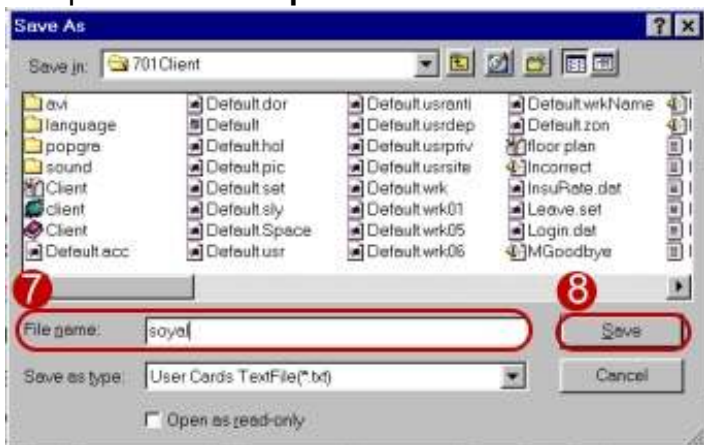 Save As
Save in: 701Client
avi Default.dor Default.usranti Default.wrkName
language Default Default.usrdep Default.zon
popgra Default.hol Default.usrpriv floor plan
sound Default.pic Default.usrsite Incorrect
Client Default.set Default.wrk InsuRate.dat
client Default.sly Default.wrk01 Leave.set
Client Default.Space Default.wrk05 Login.dat
Default.acc Default.usr Default.wrk06 MGoodbye
7 8
File name: soyal Save
Save as type: User Cards TextFile(*.txt) Cancel
Open as read-only